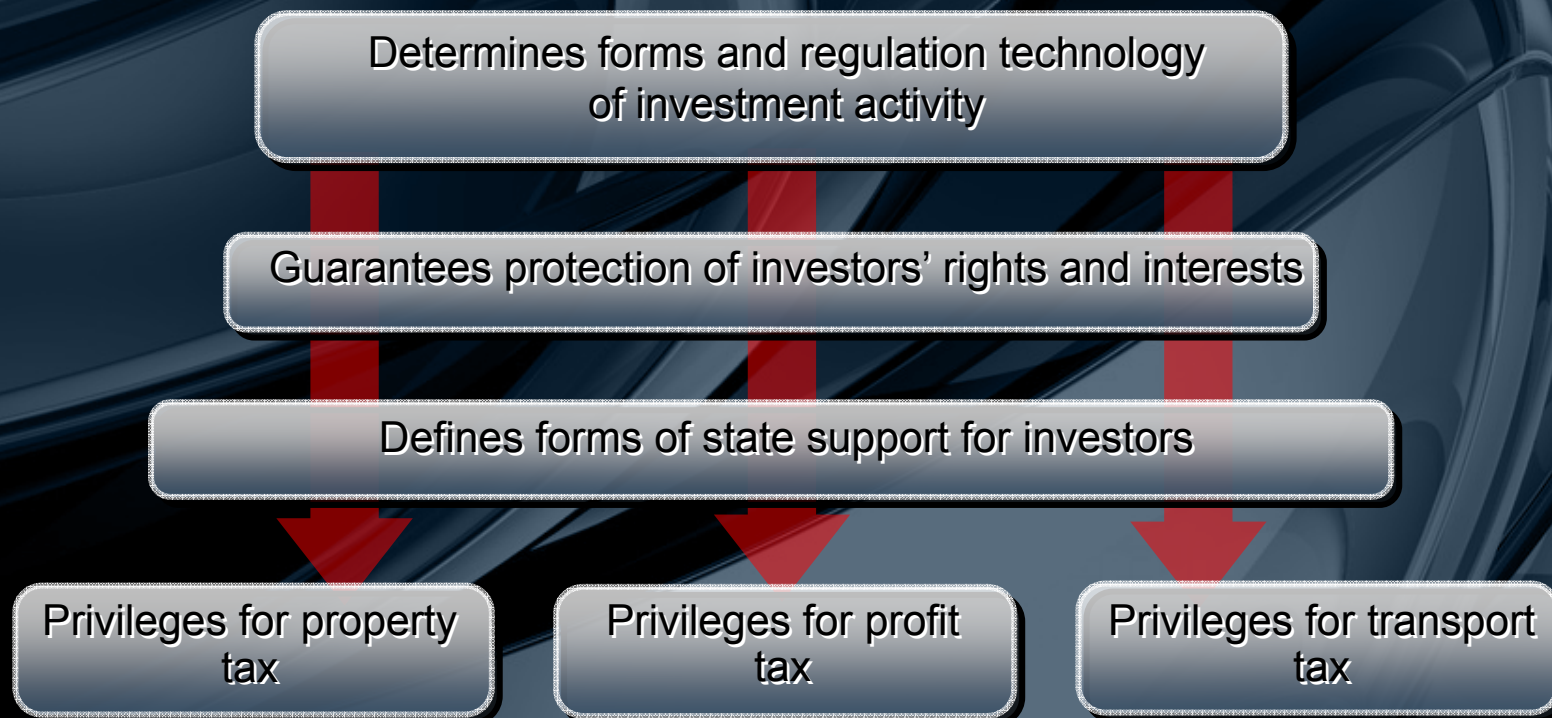 Determines forms and regulation technology
of investment activity
Guarantees protection of investors’ rights and interests
Defines forms of state support for investors
Privileges for property
tax
Privileges for profit
tax
Privileges for transport
tax